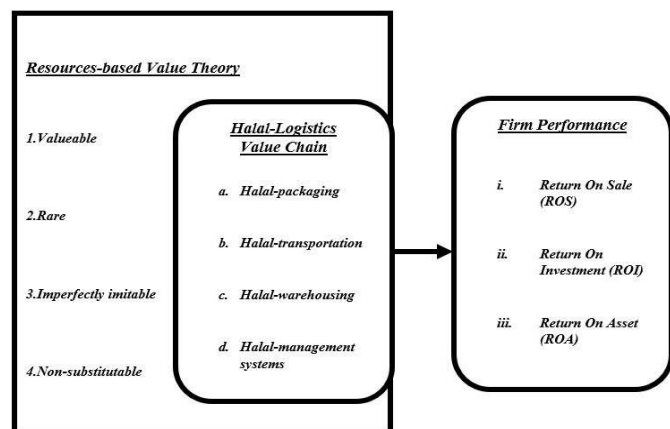 Resources-based Value Theory
1.Valueable
2.Rare
3.Imperfectly imitable
4.Non-substitutable
Halal-Logistics
Value Chain
a. Halal-packaging
b. Halal-transportation
c. Halal-warehousing
d. Halal-management
systems
Firm Performance
i. Return On Sale
(ROS)
ii. Return On
Investment (ROI)
iii. Return On Asset
(ROA)